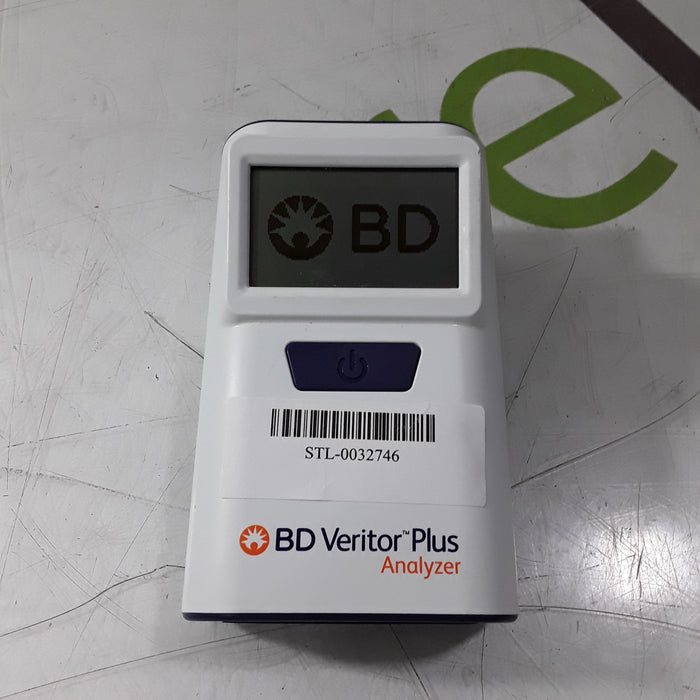 BD
STL-0032746
BD Veritor™ Plus
Analyzer